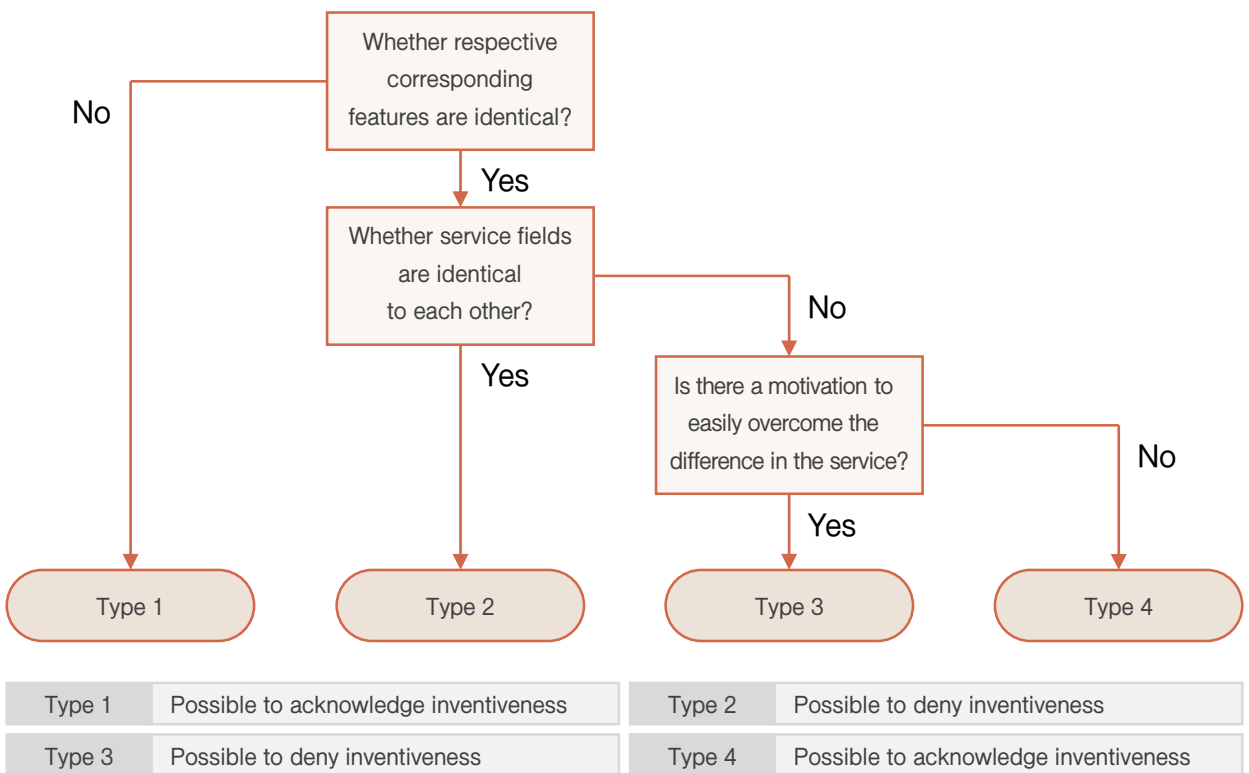 Whether respective
corresponding
features are identical?
No
Yes
Whether service fields
are identical
to each other?
No
Yes
Is there a motivation to
easily overcome the
difference in the service?
No
Yes
Type 1
Type 2
Type 3
Type 4
Type 1 Possible to acknowledge inventiveness
Type 2 Possible to deny inventiveness
Type 3 Possible to deny inventiveness
Type 4 Possible to acknowledge inventiveness